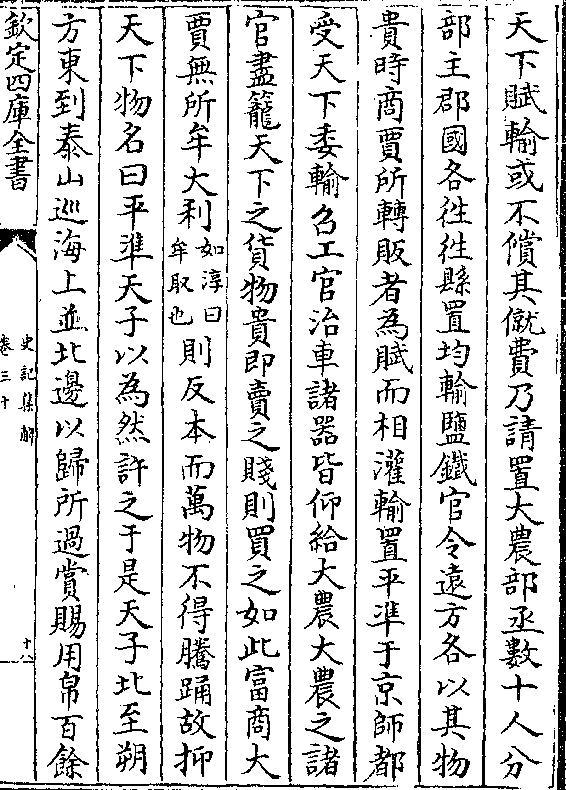 天下賦輸或不償其僦費乃請置大農部丞數十人分
部主郡國各徃徃縣置均輸鹽鐵官令遠方各以其物
貴時商賈所轉販者為賦而相灌輸置平準于京師都
受天下委輸召工官治車諸器皆仰給大農大農之諸
官盡籠天下之貨物貴即賣之賤則買之如此富商大
賈無所牟大利如淳曰牟取也則反本而萬物不得騰踊故抑
天下物名曰平準天子以為然許之于是天子北至朔
方東到泰山巡海上並北邊以歸所過賞賜用帛百餘
欽定四庫全書
史記集解
卷三十
十八